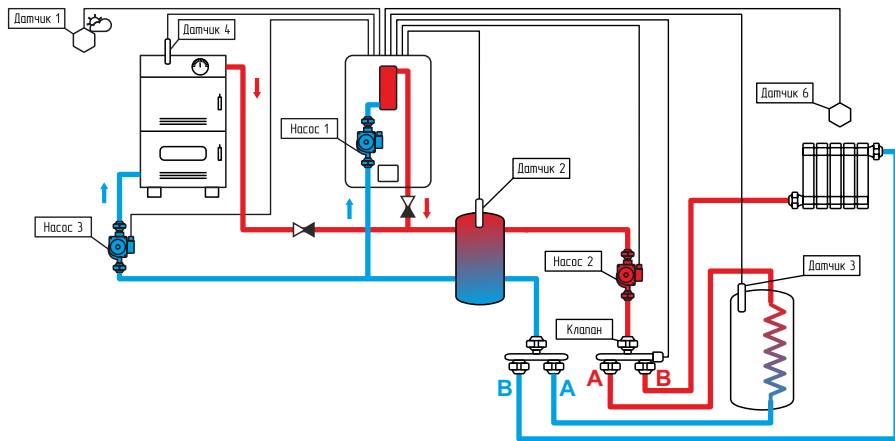 Датчик 1
Датчик 4
Датчик 6
Насос 1
Датчик 2
Насос 3
Насос 2
Датчик 3
Клапан
B
A
A
B